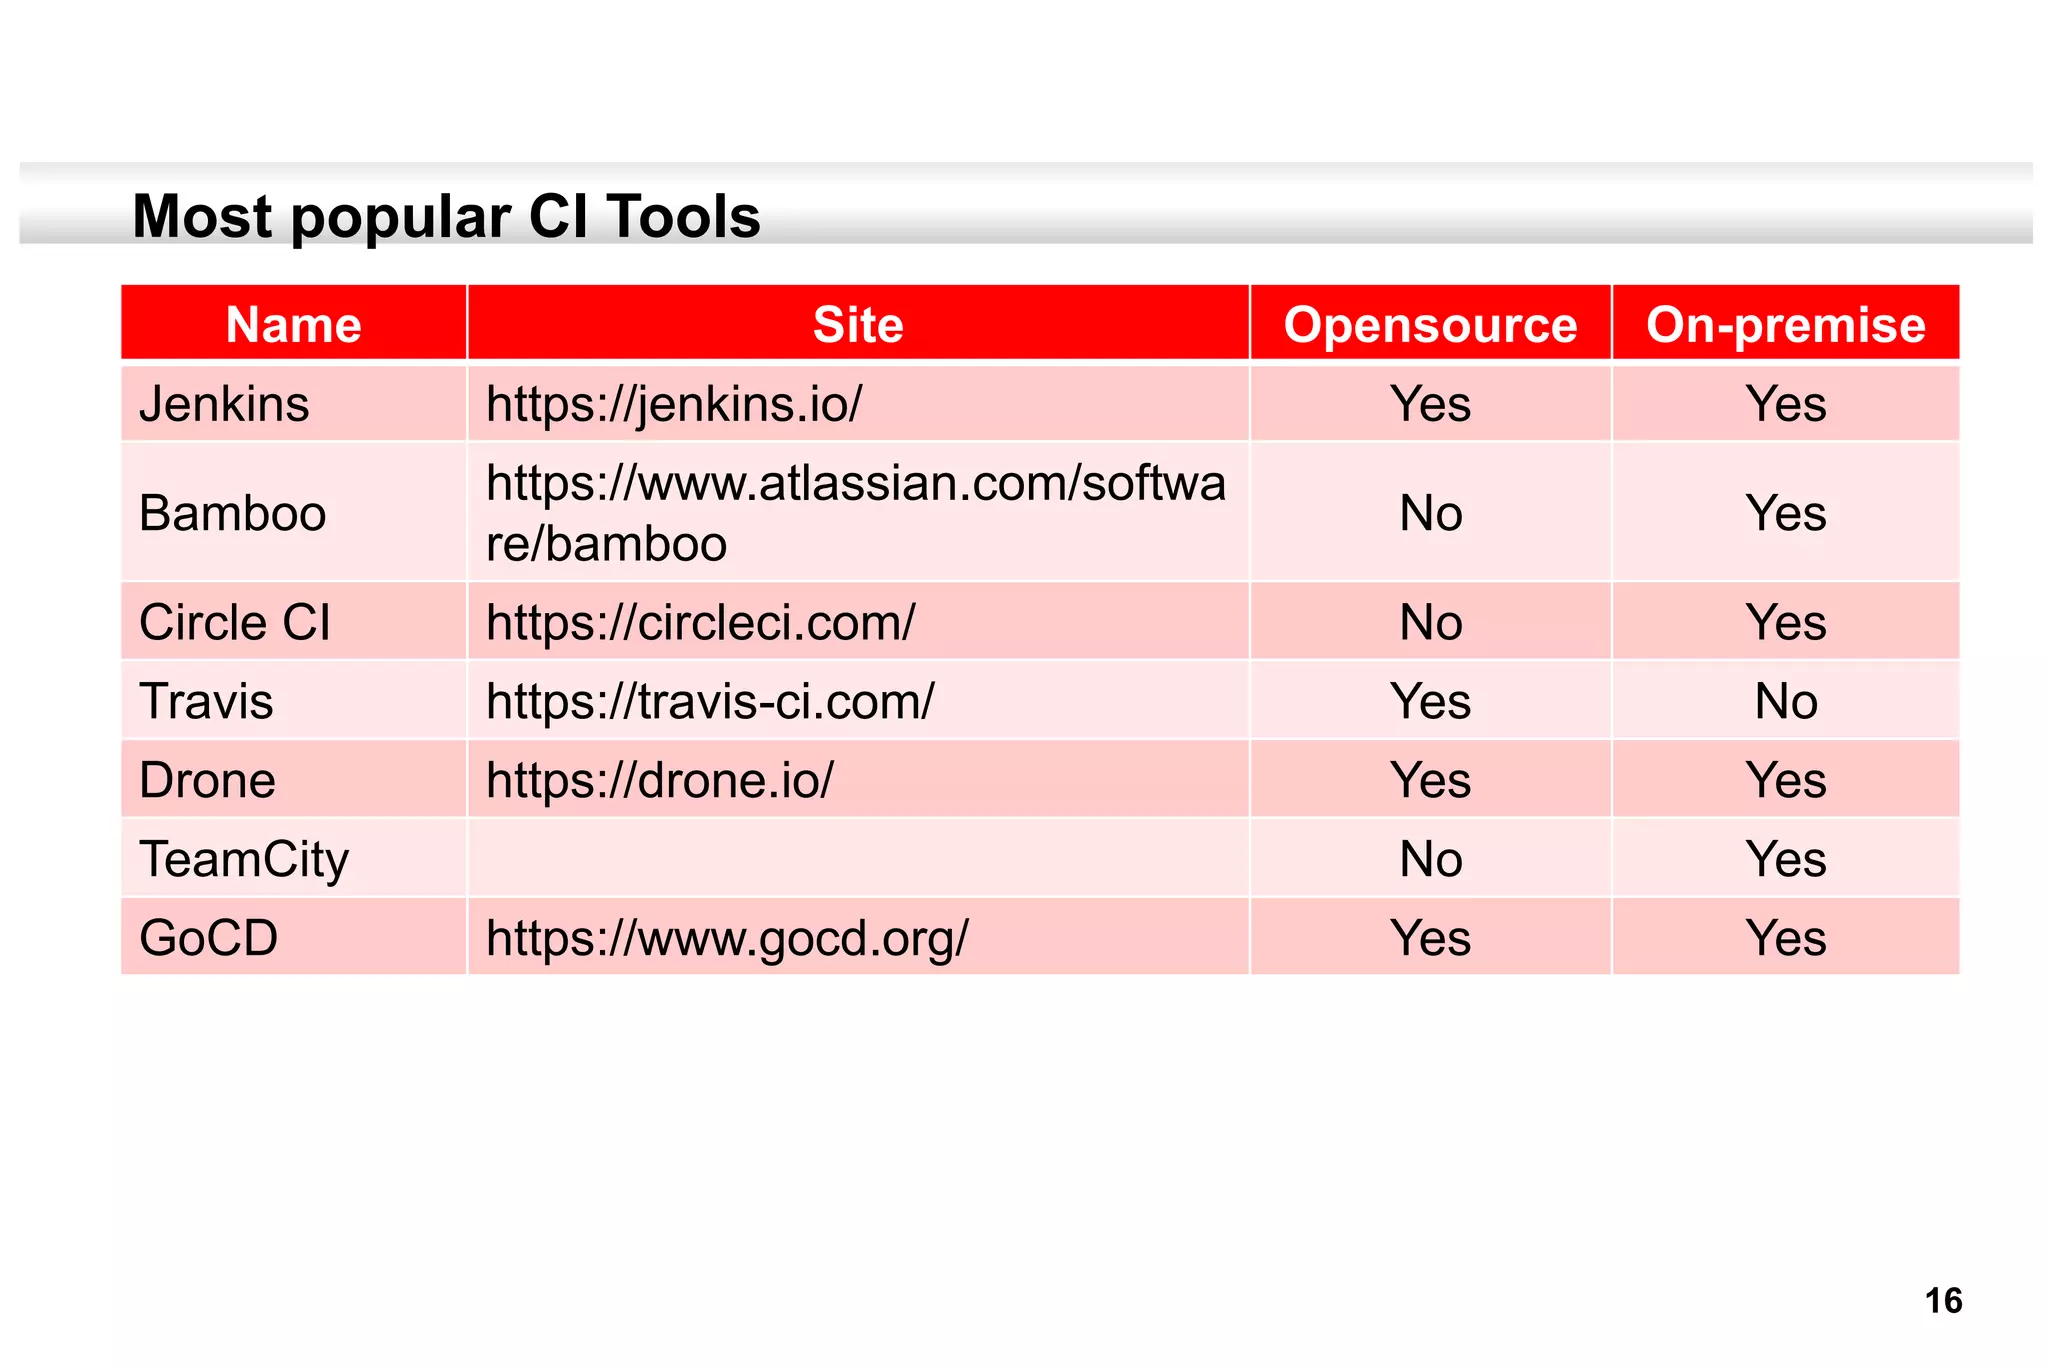 Most popular CI Tools
Name Site Opensource On-premise
Jenkins https://jenkins.io/ Yes Yes
Bamboo https://www.atlassian.com/softwa
re/bamboo No Yes
Circle CI https://circleci.com/ No Yes
Travis https://travis-ci.com/ Yes No
Drone https://drone.io/ Yes Yes
TeamCity No Yes
GoCD https://www.gocd.org/ Yes Yes
16